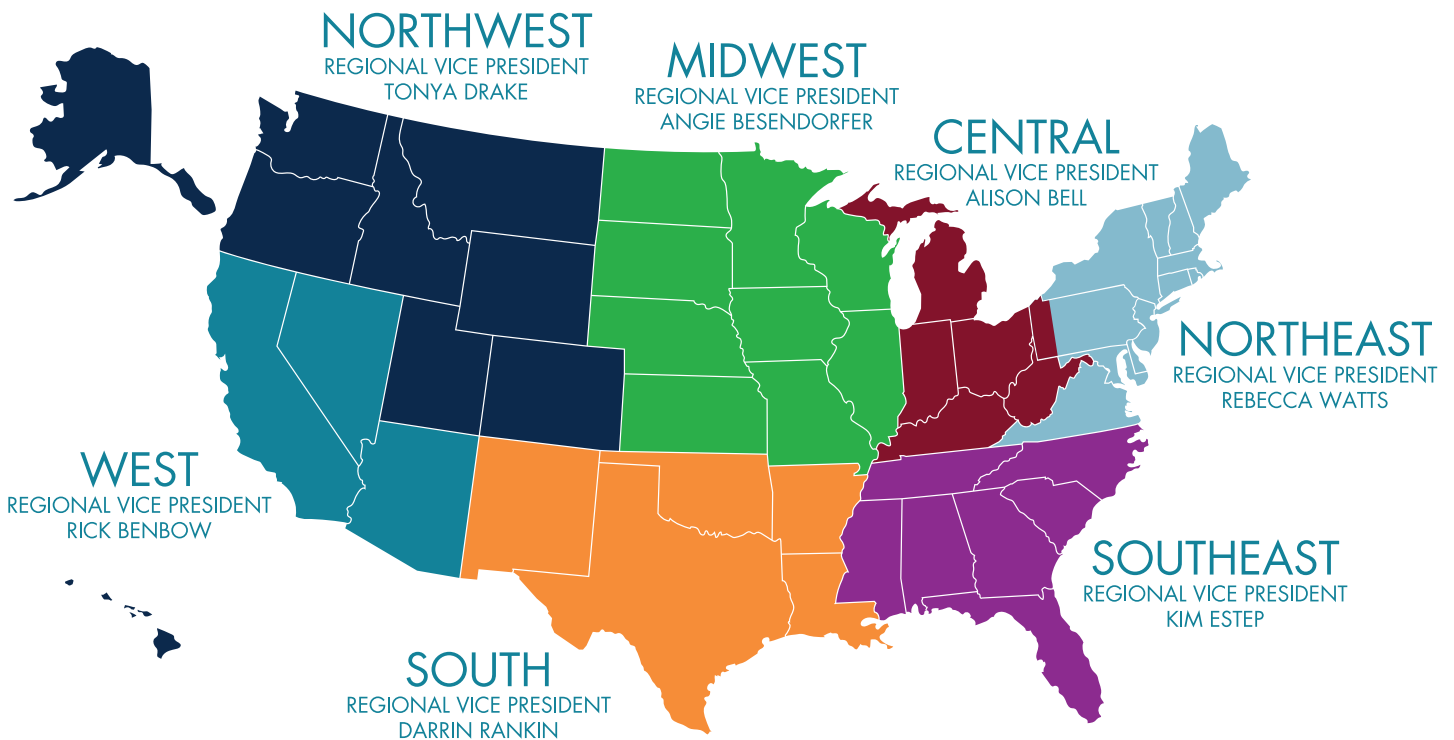 NORTHWEST
REGIONAL VICE PRESIDENT
TONYA DRAKE
MIDWEST
REGIONAL VICE PRESIDENT
ANGIE BESENDORFER
CENTRAL
REGIONAL VICE PRESIDENT
ALISON BELL
NORTHEAST
REGIONAL VICE PRESIDENT
REBECCA WATTS
WEST
REGIONAL VICE PRESIDENT
RICK BENBOW
SOUTHEAST
REGIONAL VICE PRESIDENT
KIM ESTEP
SOUTH
REGIONAL VICE PRESIDENT
DARRIN RANKIN